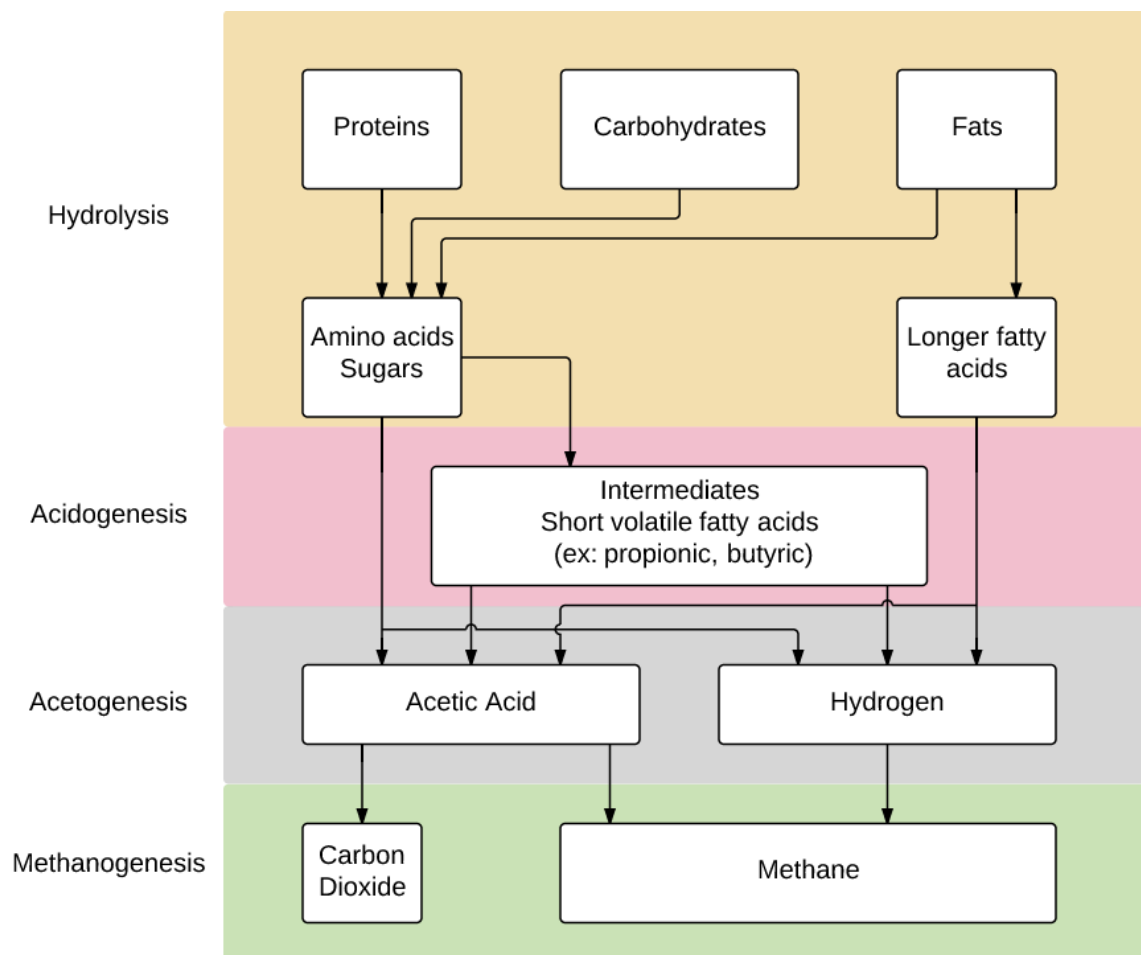 Proteins
Carbohydrates
Fats
Hydrolysis
Amino acids
Sugars
Longer fatty
acids
Acidogenesis
Intermediates
Short volatile fatty acids
(ex: propionic, butyric)
Acetogenesis
Acetic Acid
Hydrogen
Methanogenesis
Carbon
Dioxide
Methane